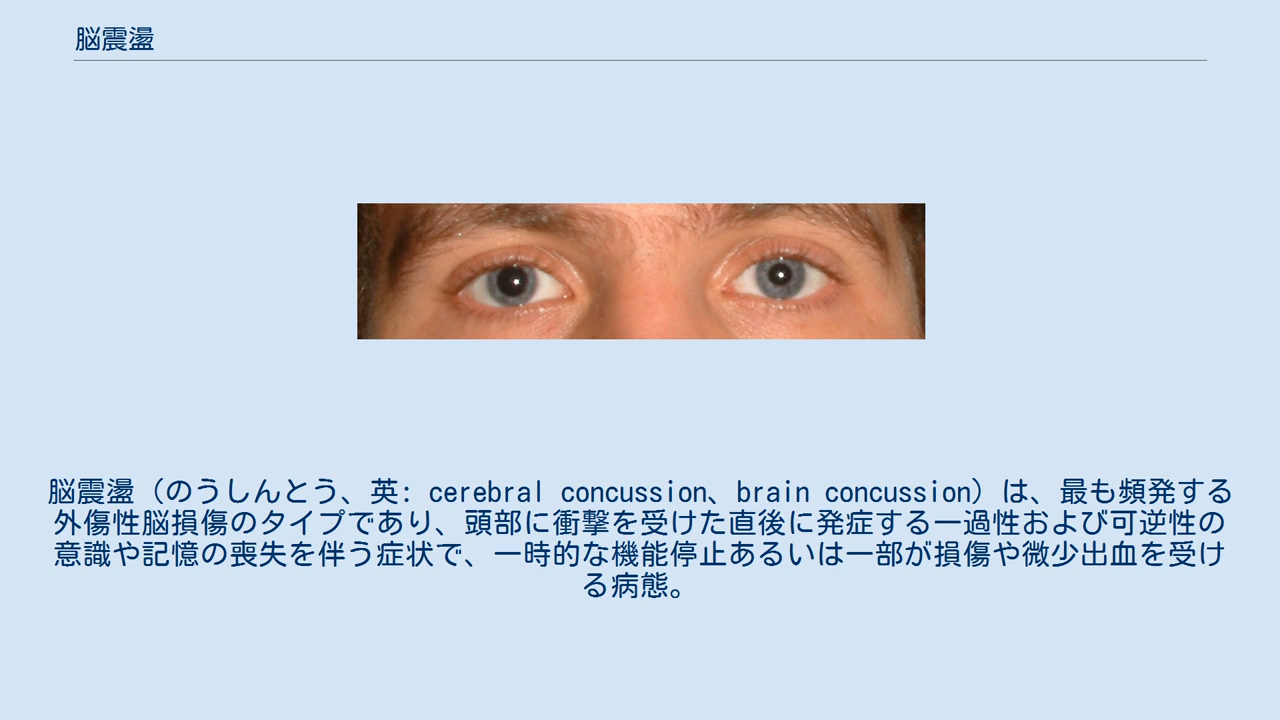 脳震盪
脳震盪（のうしんとう、英: cerebral concussion、brain concussion）は、最も頻発する
外傷性脳損傷のタイプであり、頭部に衝撃を受けた直後に発症する一過性および可逆性の
意識や記憶の喪失を伴う症状で、一時的な機能停止あるいは一部が損傷や微少出血を受け
る病態。